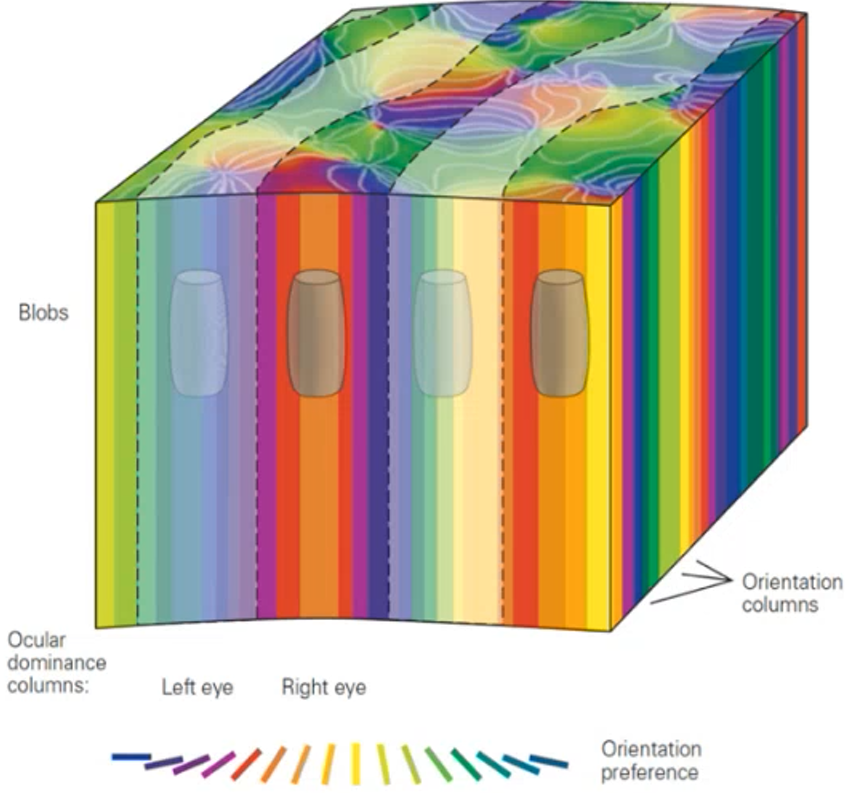 Blobs
Orientation
columns
Ocular
dominance
columns:
Left eye
Right eye
Orientation
preference